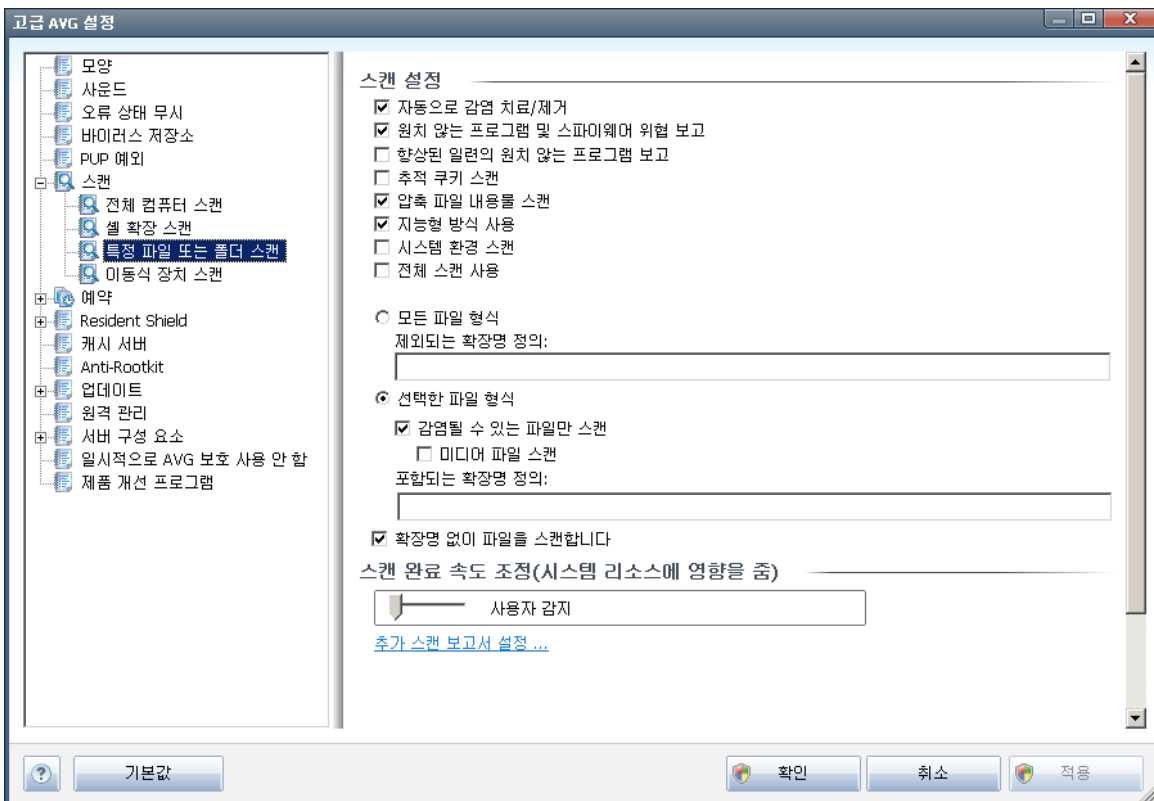 고급 AVG 설정
모양
사운드
오류 상태 무시
바이러스 저장소
PUP 예외
스캔
전체 컴퓨터 스캔
셸 확장 스캔
특정 파일 또는 폴더 스캔
이동식 장치 스캔
예약
Resident Shield
캐시 서버
Anti-Rootkit
업데이트
원격 관리
서버 구성 요소
일시적으로 AVG 보호 사용 안 함
제품 개선 프로그램
스캔 설정
자동으로 감염 치료/제거
원치 않는 프로그램 및 스파이웨어 위협 보고
향상된 일련의 원치 않는 프로그램 보고
추적 쿠키 스캔
압축 파일 내용물 스캔
지능형 방식 사용
시스템 환경 스캔
전체 스캔 사용
모든 파일 형식
제외되는 확장명 정의:
선택한 파일 형식
감염될 수 있는 파일만 스캔
미디어 파일 스캔
포함되는 확장명 정의:
확장명 없이 파일을 스캔합니다
스캔 완료 속도 조정(시스템 리소스에 영향을 줌)
사용자 감지
추가 스캔 보고서 설정 ...
?
기본값
확인
취소
적용